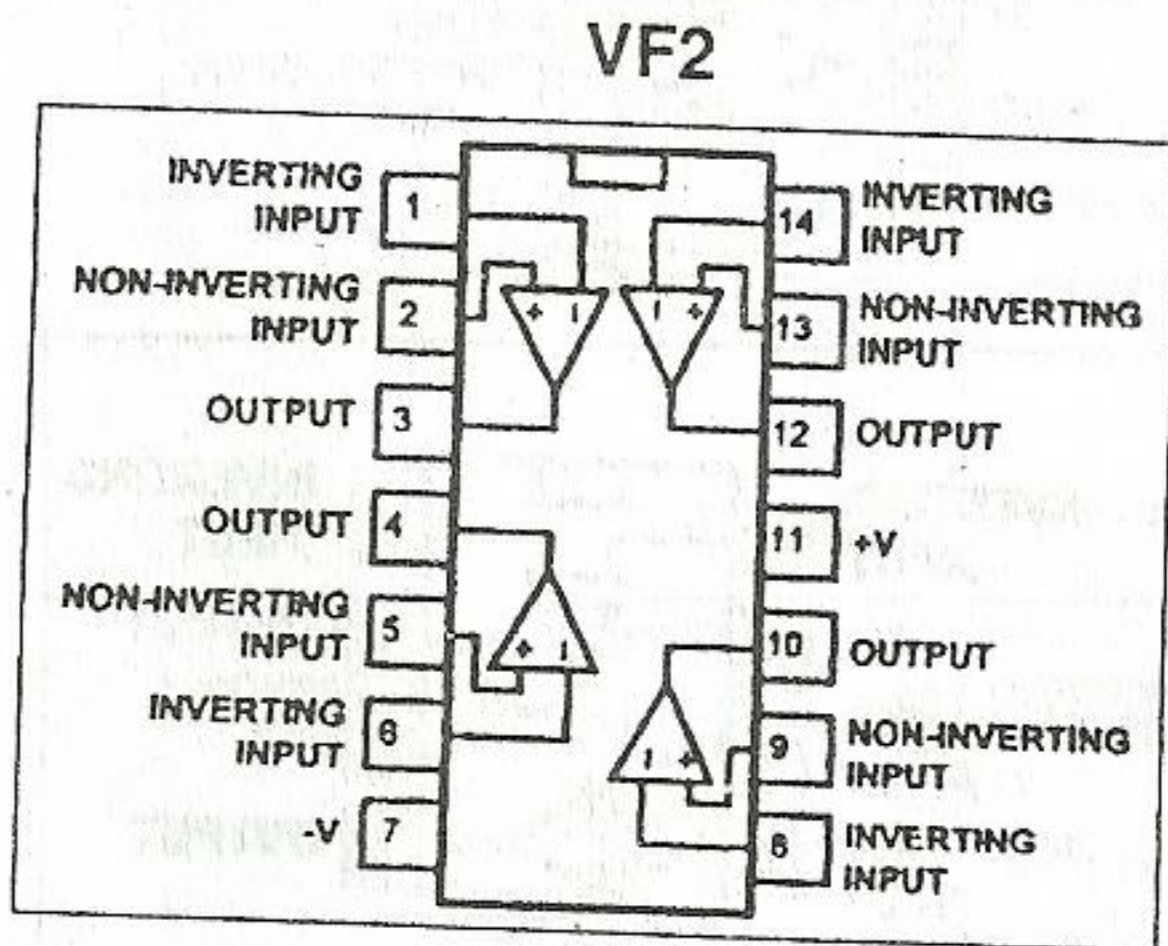 VF2
INVERTING
INPUT
1
NON-INVERTING
INPUT
2
OUTPUT
3
OUTPUT
4
NON-INVERTING
INPUT
5
INVERTING
INPUT
6
-V
7
14
INVERTING
INPUT
13
NON-INVERTING
INPUT
12
OUTPUT
11
+V
10
OUTPUT
9
NON-INVERTING
INPUT
8
INVERTING
INPUT
+ -
- +
+ -
- +